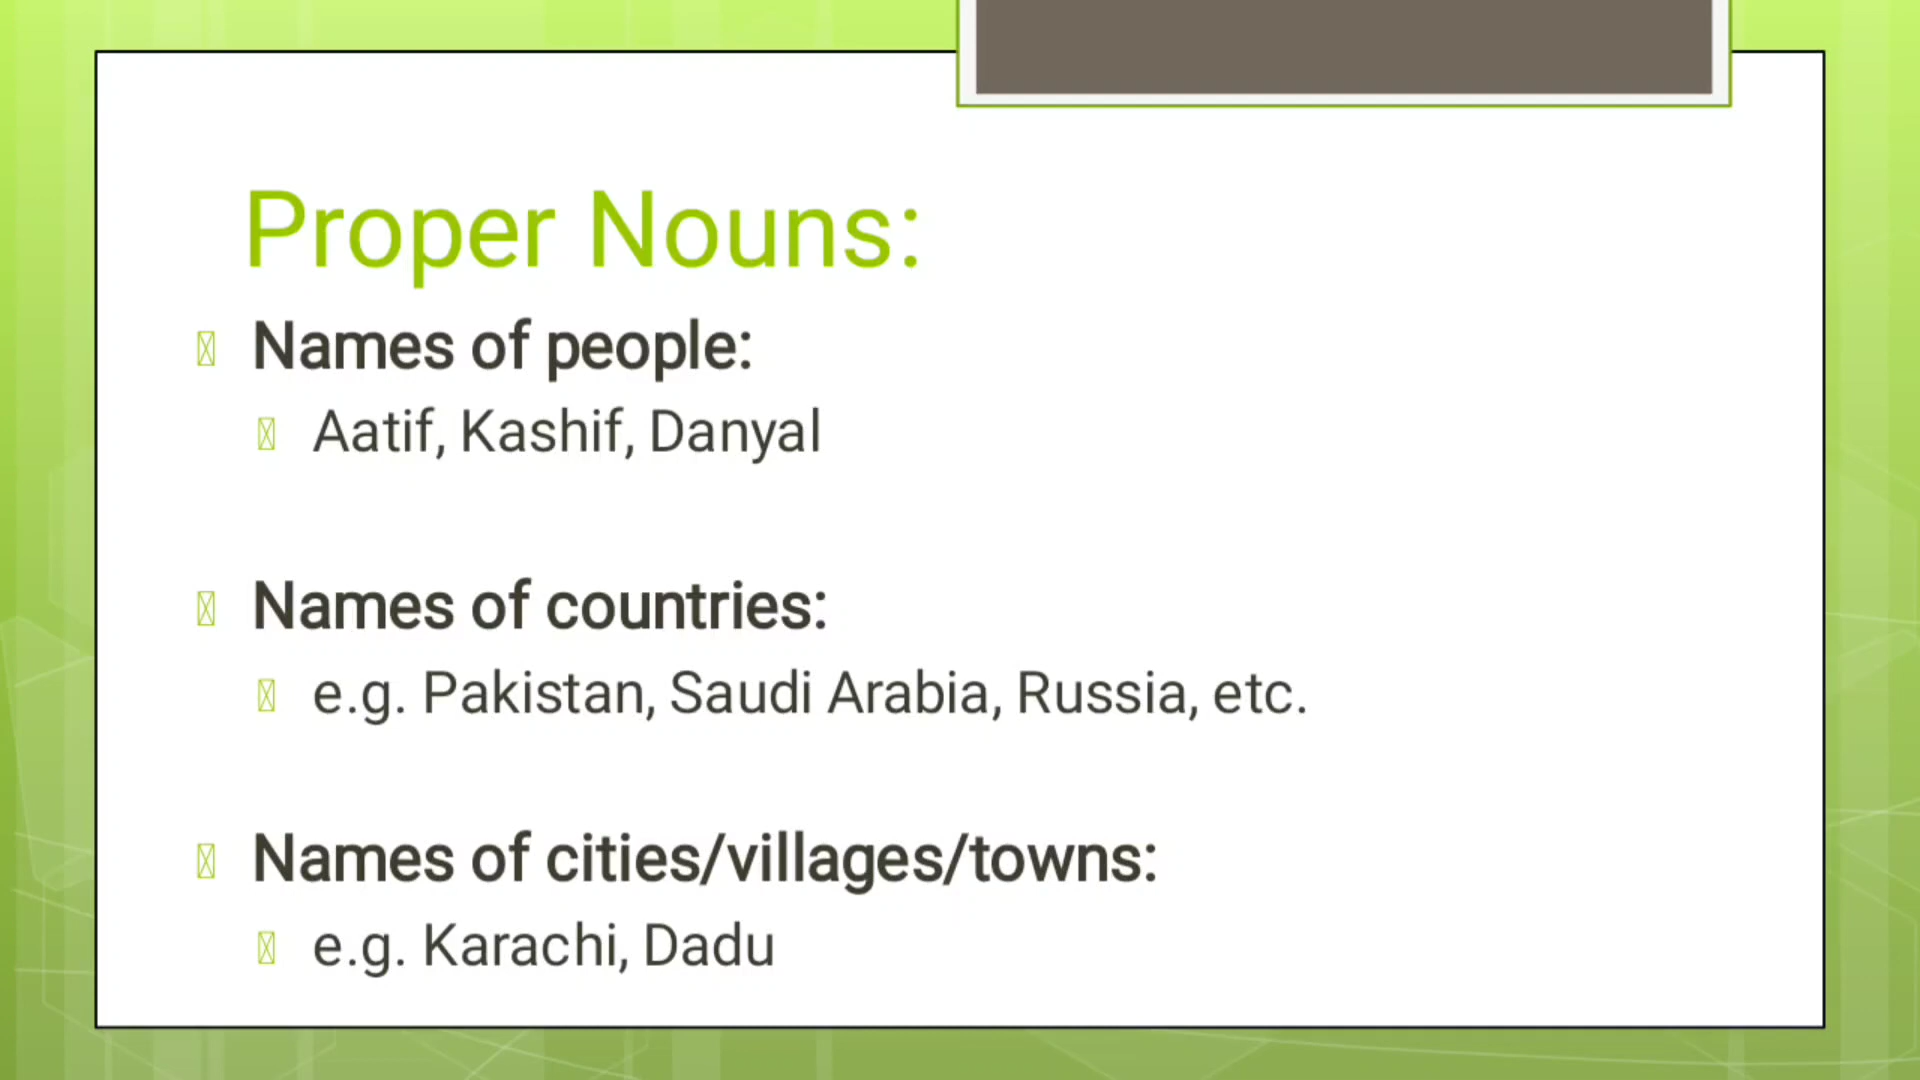 Proper Nouns:
Names of people:
Aatif, Kashif, Danyal
Names of countries:
e.g. Pakistan, Saudi Arabia, Russia, etc.
Names of cities/villages/towns:
e.g. Karachi, Dadu